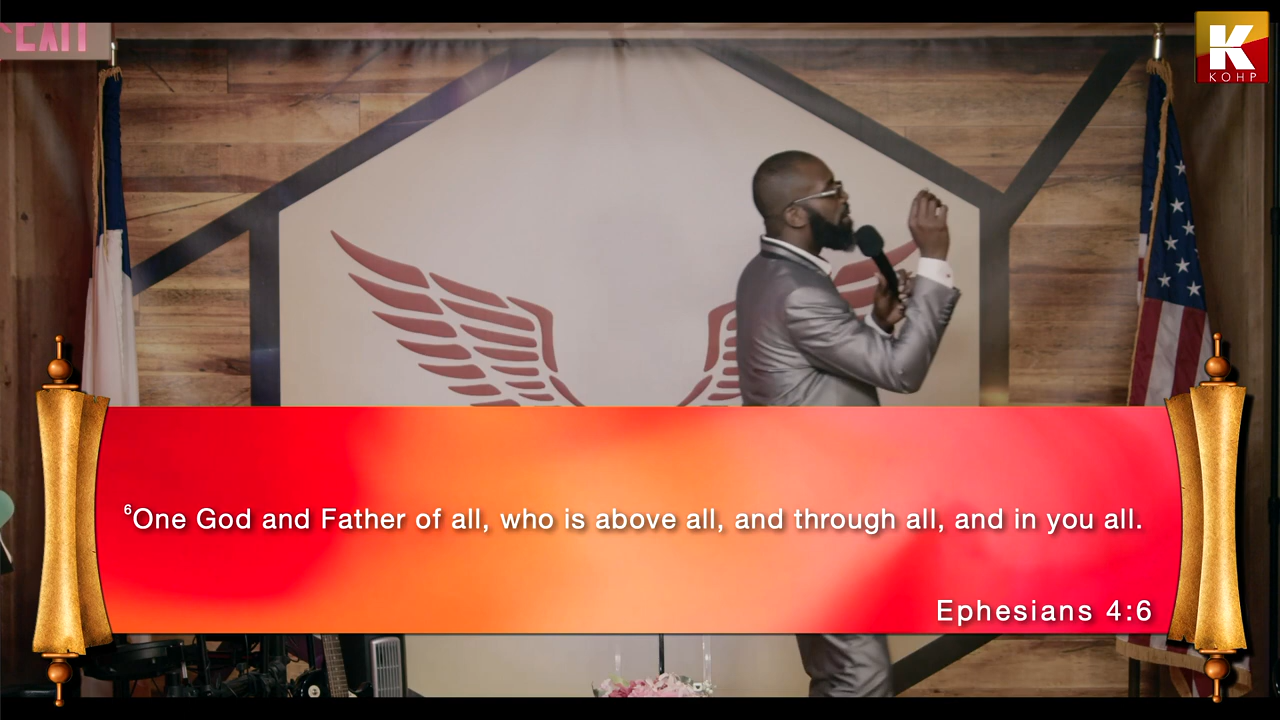 EXIT
K
KOHP
⁶One God and Father of all, who is above all, and through all, and in you all.
Ephesians 4:6